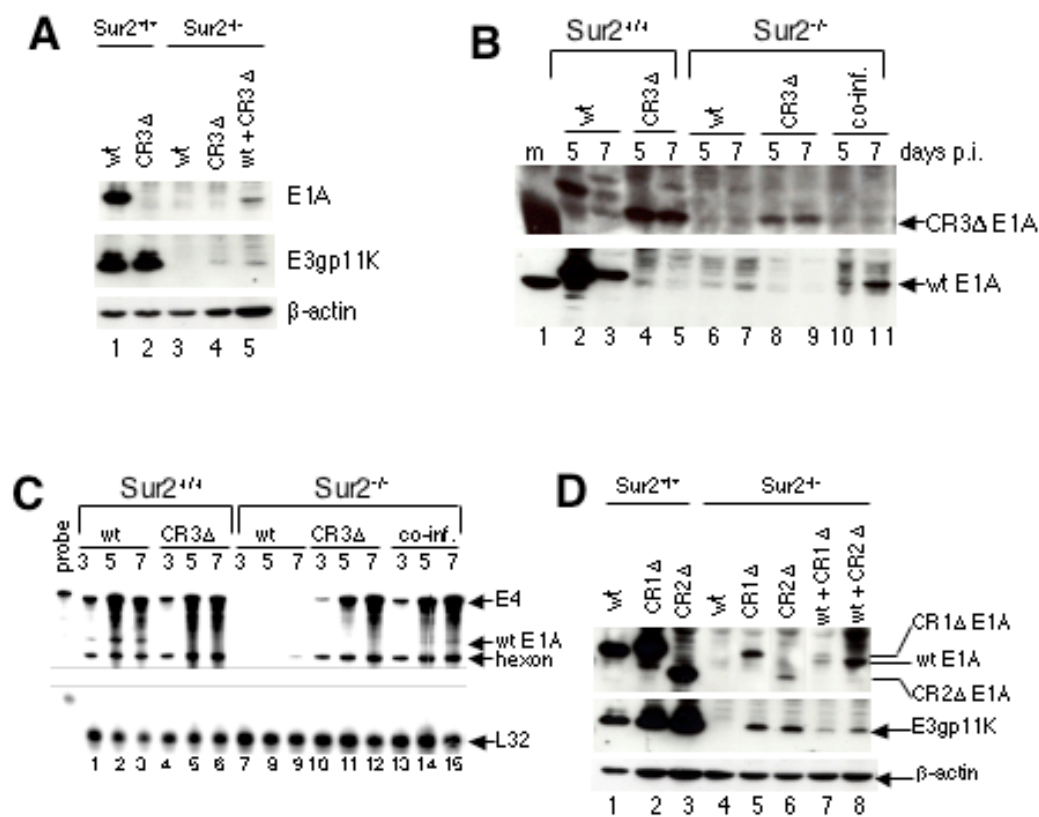 A
Sur2+/+ Sur2-/-
wt CR3Δ wt CR3Δ wt + CR3Δ
E1A
E3gp11K
β-actin
1 2 3 4 5
B
Sur2+/+ Sur2-/-
wt CR3Δ wt CR3Δ co-inf.
m 5 7 5 7 5 7 5 7 5 7 days p.i.
CR3Δ E1A
wt E1A
1 2 3 4 5 6 7 8 9 10 11
C
Sur2+/+ Sur2-/-
probe wt CR3Δ wt CR3Δ co-inf.
3 5 7 3 5 7 3 5 7 3 5 7 3 5 7
E4
wt E1A
hexon
L32
1 2 3 4 5 6 7 8 9 10 11 12 13 14 15
D
Sur2+/+ Sur2-/-
wt CR1Δ CR2Δ wt CR1Δ CR2Δ wt + CR1Δ wt + CR2Δ
CR1Δ E1A
wt E1A
CR2Δ E1A
E3gp11K
β-actin
1 2 3 4 5 6 7 8